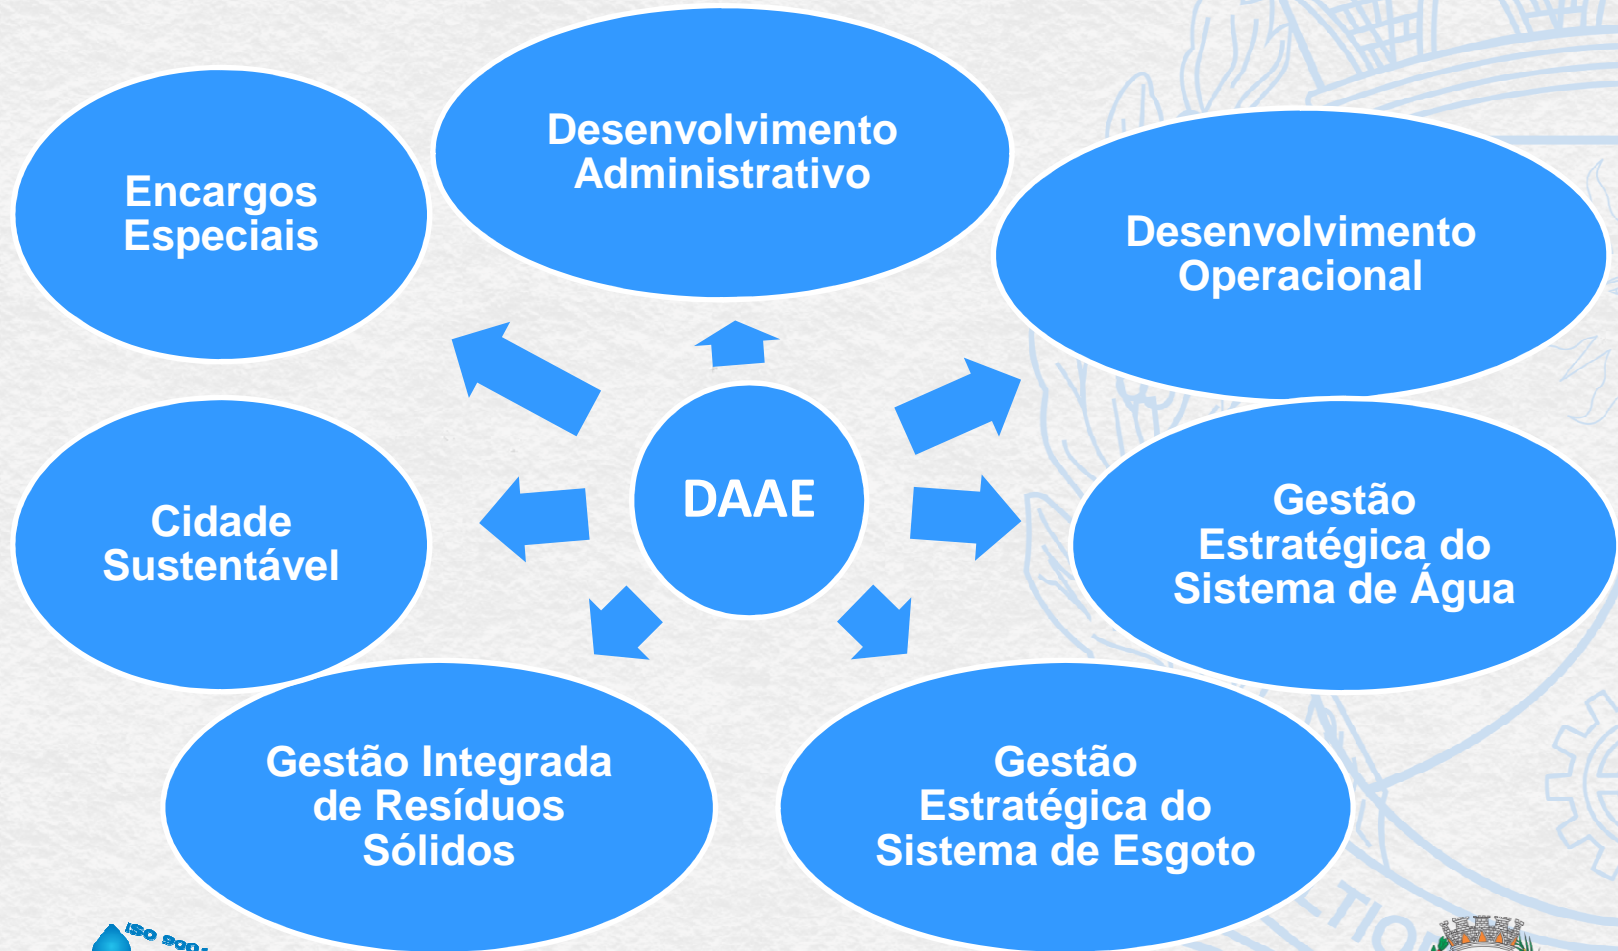 Desenvolvimento
Administrativo
Encargos
Especiais
Desenvolvimento
Operacional
DAAE
Cidade
Sustentável
Gestão
Estratégica do
Sistema de Água
Gestão Integrada
de Resíduos
Sólidos
Gestão
Estratégica do
Sistema de Esgoto
ISO